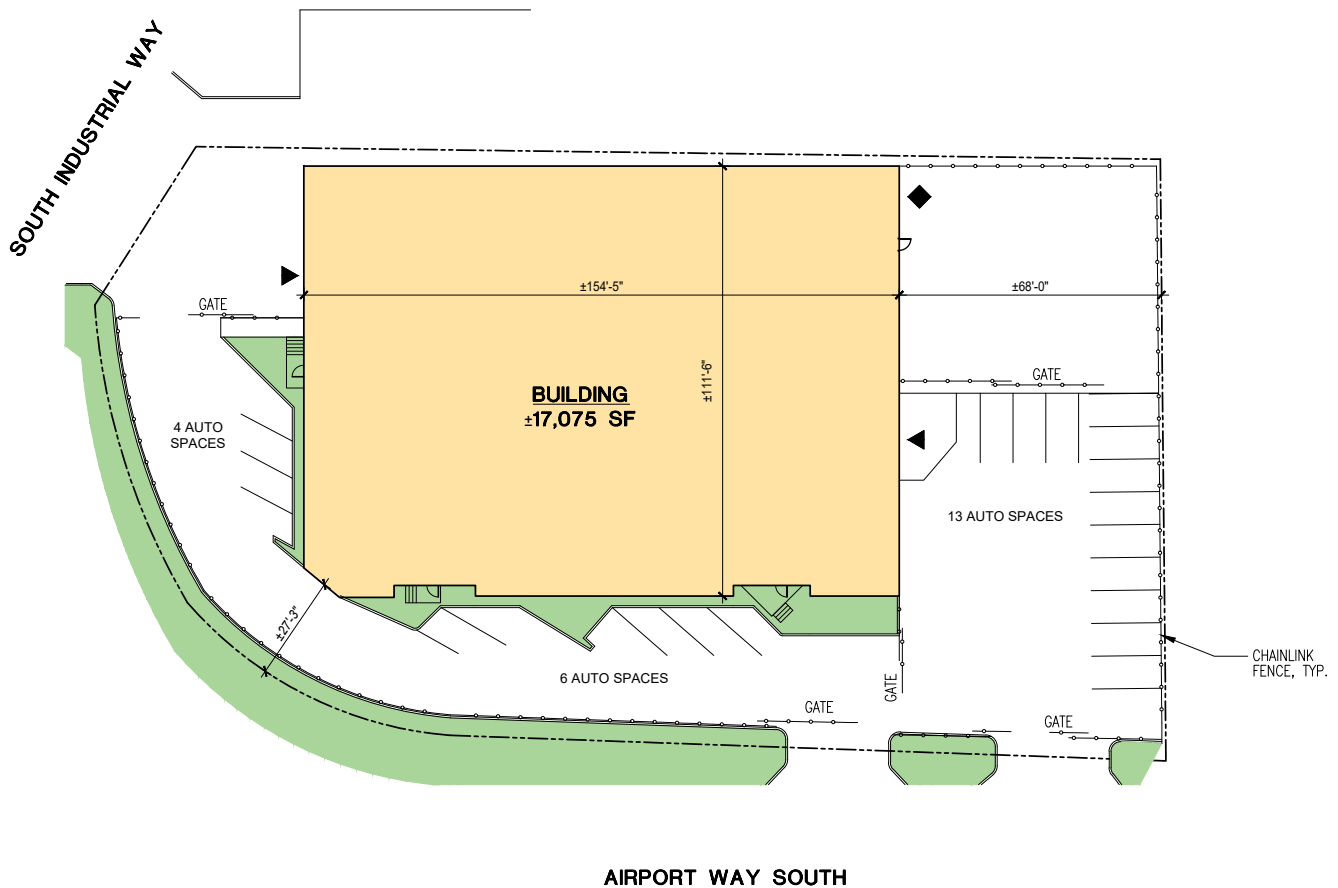 SOUTH INDUSTRIAL WAY
GATE
±154'-5"
±68'-0"
±111'-6"
GATE
BUILDING
±17,075 SF
4 AUTO
SPACES
13 AUTO SPACES
±27'-3"
6 AUTO SPACES
GATE
CHAINLINK
FENCE, TYP.
GATE
GATE
AIRPORT WAY SOUTH